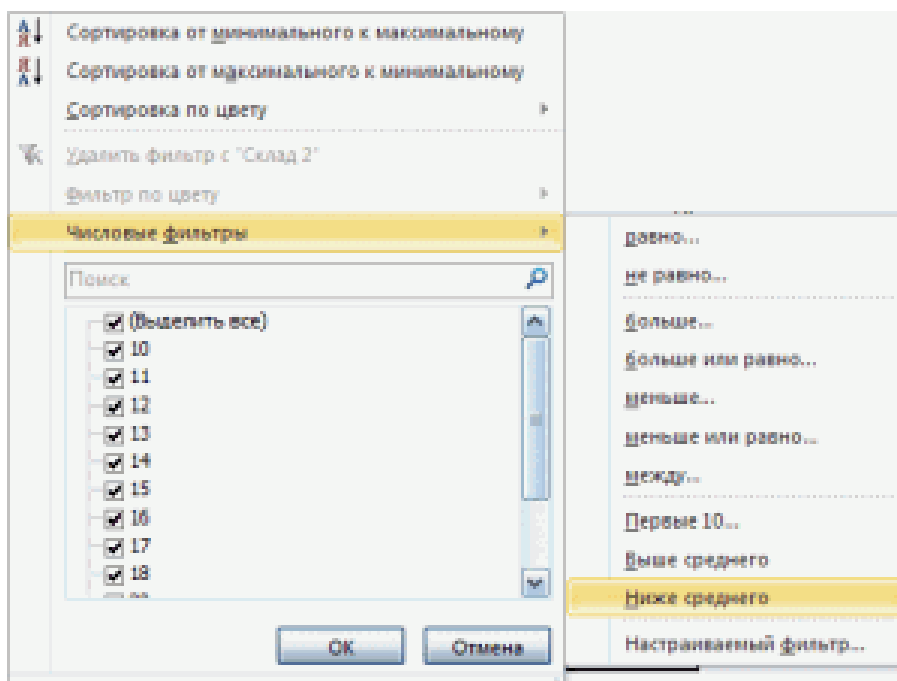 Сортировка от минимального к максимальному
Сортировка от максимального к минимальному
Сортировка по цвету
Удалить фильтр с "Склад 2"
Фильтр по цвету
Числовые фильтры
Поиск
(Выделить все)
10
11
12
13
14
15
16
17
18
ОК
Отмена
равно...
не равно...
больше...
больше или равно...
меньше...
меньше или равно...
между...
Первые 10...
Выше среднего
Ниже среднего
Настраиваемый фильтр...